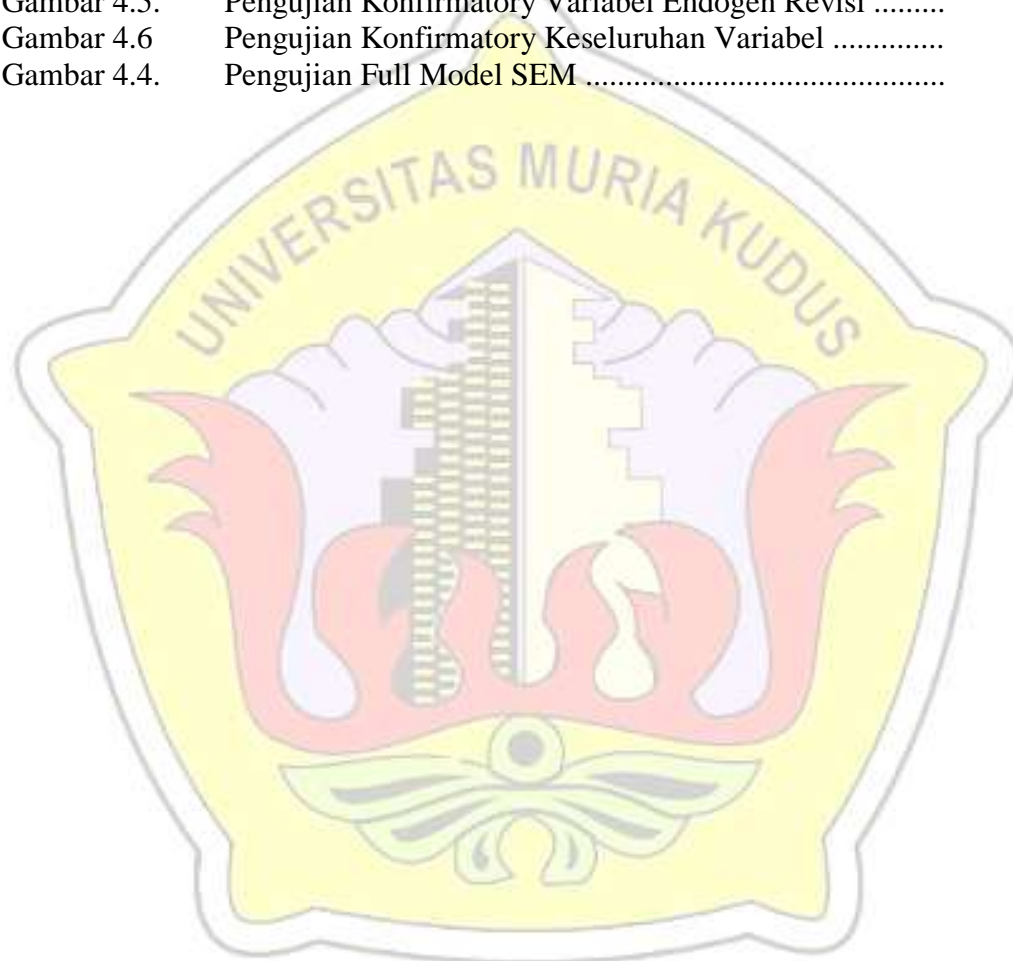 Gambar 4.5. Pengujian Konfirmatory Variabel Endogen Revisi .........
Gambar 4.6 Pengujian Konfirmatory Keseluruhan Variabel ..............
Gambar 4.4. Pengujian Full Model SEM .............................................
UNIVERSITAS MURIA KUDUS